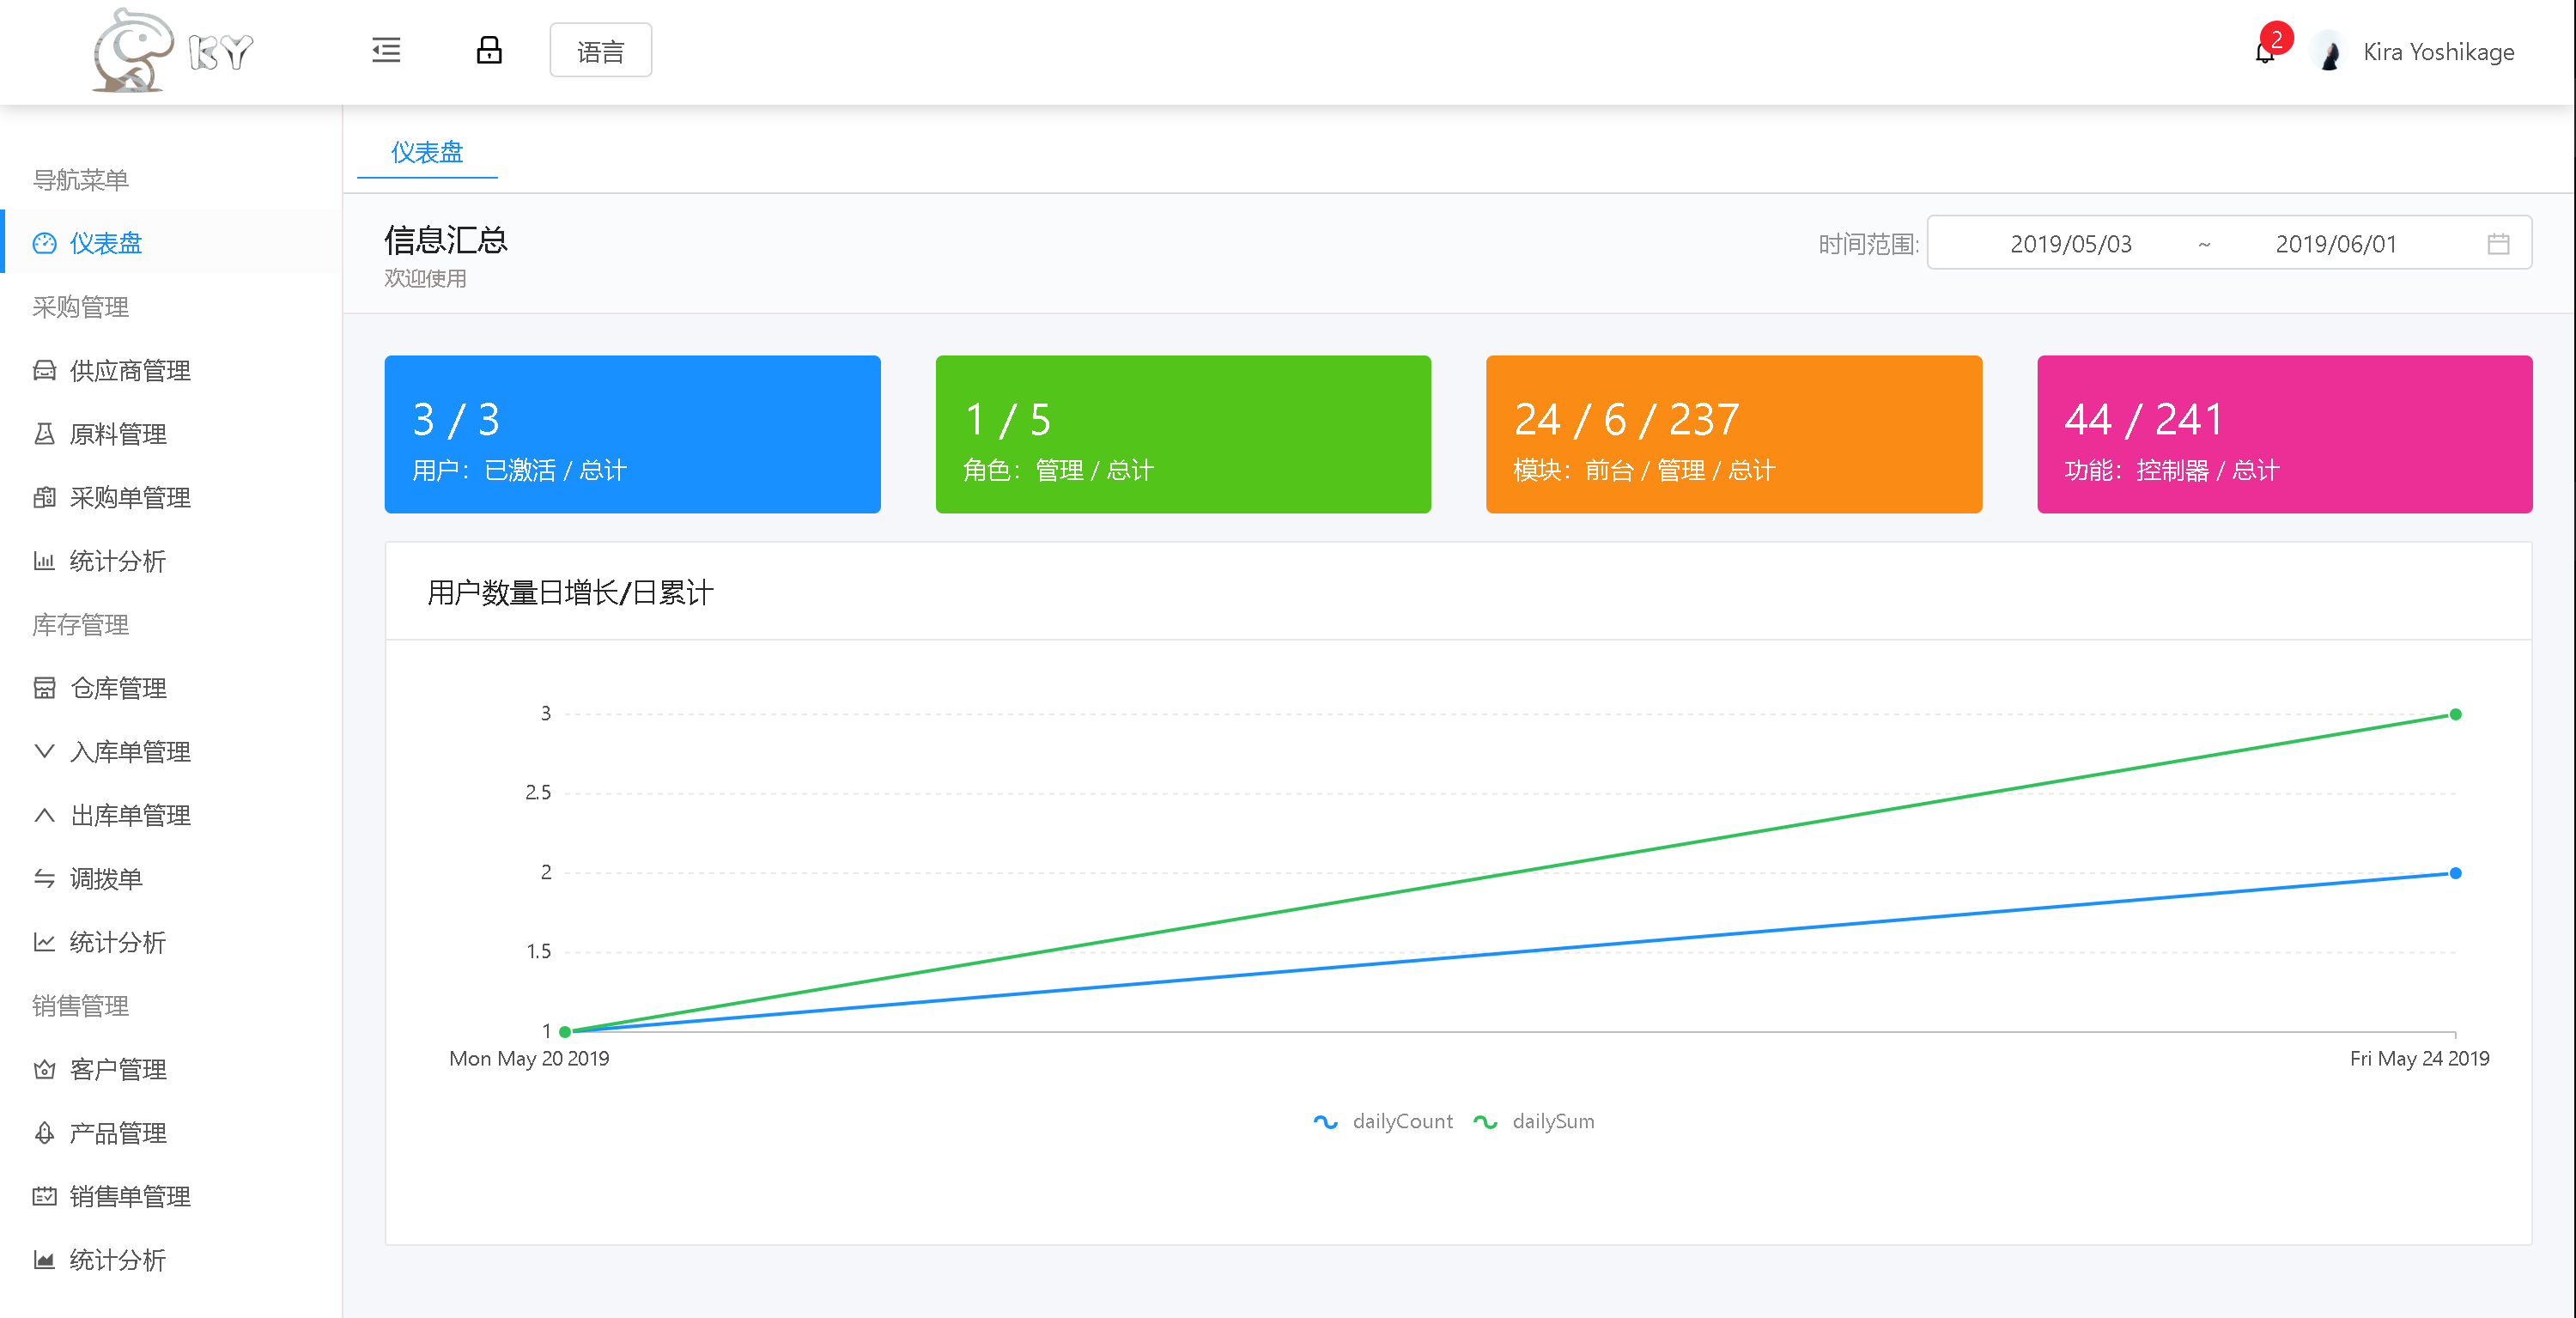 KY
语言
2
Kira Yoshikage
导航菜单
仪表盘
采购管理
供应商管理
原料管理
采购单管理
统计分析
库存管理
仓库管理
入库单管理
出库单管理
调拨单
统计分析
销售管理
客户管理
产品管理
销售单管理
统计分析
仪表盘
信息汇总
欢迎使用
时间范围: 2019/05/03 ~ 2019/06/01
3 / 3
用户：已激活 / 总计
1 / 5
角色：管理 / 总计
24 / 6 / 237
模块：前台 / 管理 / 总计
44 / 241
功能：控制器 / 总计
用户数量日增长/日累计
3
2.5
2
1.5
1
Mon May 20 2019
Fri May 24 2019
dailyCount dailySum